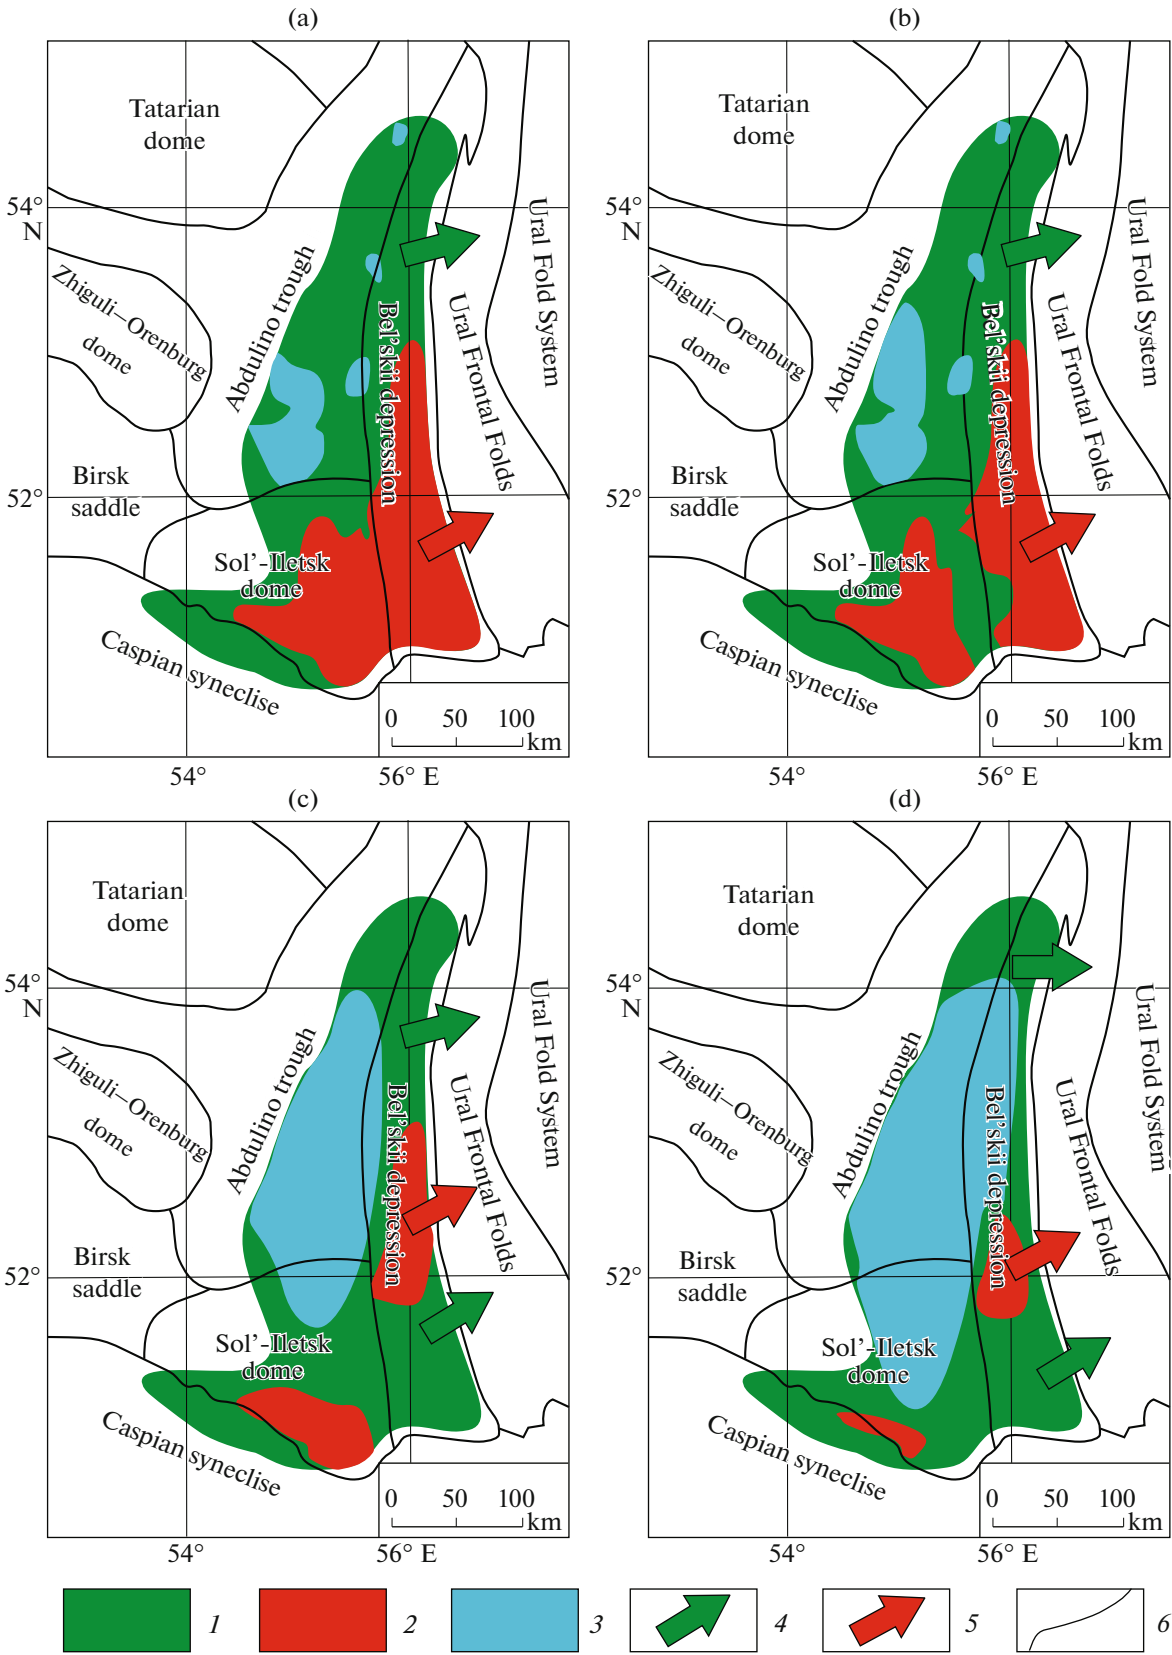 (a)
Tatarian
dome
54°
N
Zhiguli–Orenburg
dome
Abdulino trough
Bel'skii depression
Ural Frontal Folds
Ural Fold System
Birsk
saddle
52°
Sol’-Iletsk
dome
Caspian syneclise
0 50 100
km
54°
56° E
(b)
Tatarian
dome
54°
N
Zhiguli–Orenburg
dome
Abdulino trough
Bel'skii depression
Ural Frontal Folds
Ural Fold System
Birsk
saddle
52°
Sol’-Iletsk
dome
Caspian syneclise
0 50 100
km
54°
56° E
(c)
Tatarian
dome
54°
N
Zhiguli–Orenburg
dome
Abdulino trough
Bel'skii depression
Ural Frontal Folds
Ural Fold System
Birsk
saddle
52°
Sol’-Iletsk
dome
Caspian syneclise
0 50 100
km
54°
56° E
(d)
Tatarian
dome
54°
N
Zhiguli–Orenburg
dome
Abdulino trough
Bel'skii depression
Ural Frontal Folds
Ural Fold System
Birsk
saddle
52°
Sol’-Iletsk
dome
Caspian syneclise
0 50 100
km
54°
56° E
1 2 3 4 5 6